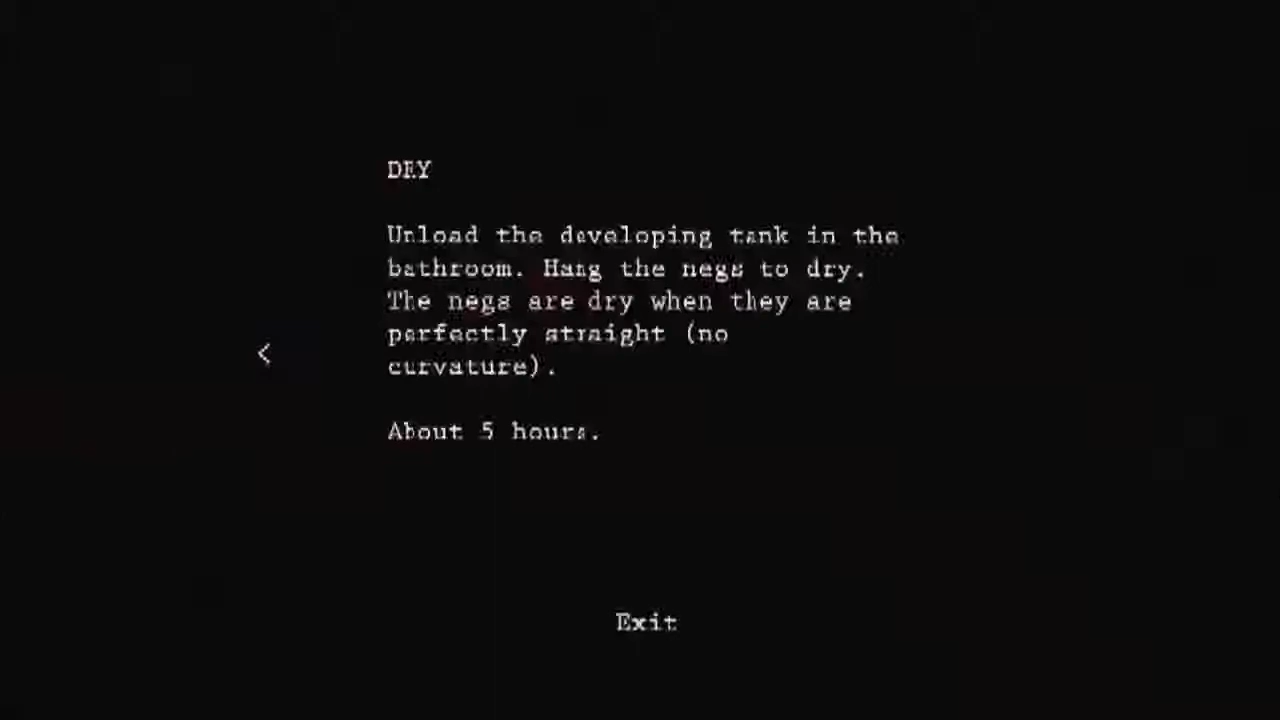 DRY
Unload the developing tank in the
bathroom. Hang the negs to dry.
The negs are dry when they are
perfectly straight (no
curvature).
<
About 5 hours.
Exit